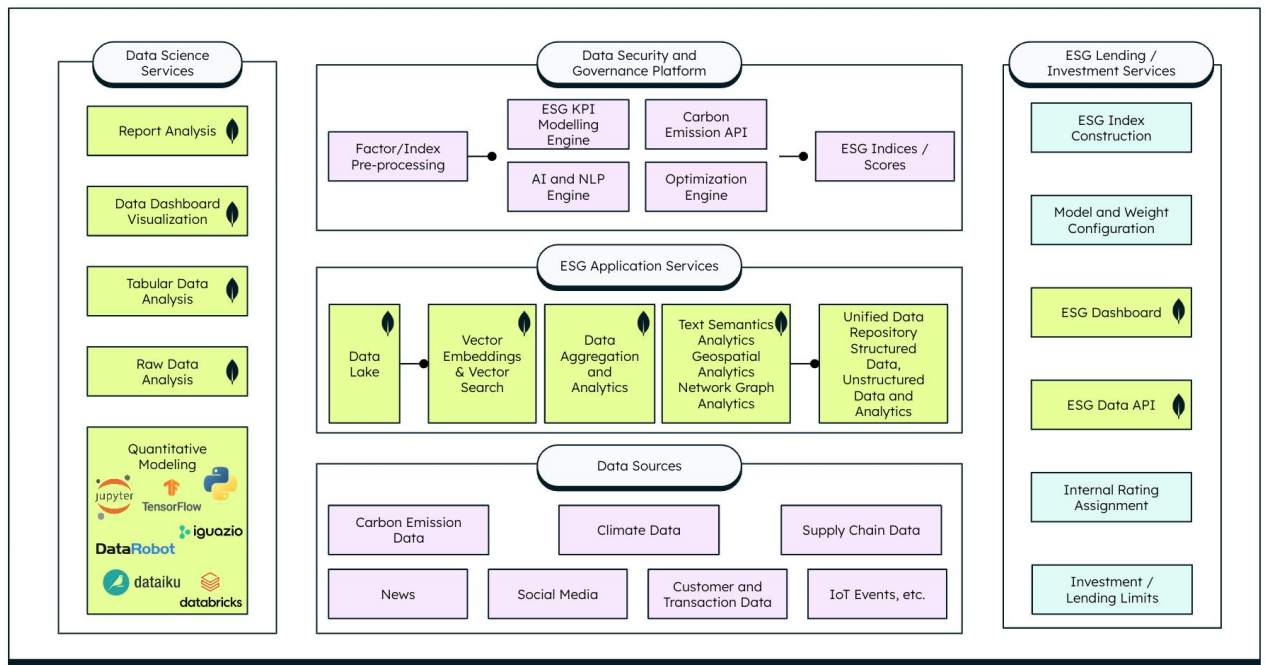 Data Science
Services
Report Analysis
Data Dashboard
Visualization
Tabular Data
Analysis
Raw Data
Analysis
Quantitative
Modeling
jupyter
TensorFlow
iguazio
DataRobot
dataiku
databricks
Data Security and
Governance Platform
Factor/Index
Pre-processing
ESG KPI
Modelling
Engine
Carbon
Emission API
AI and NLP
Engine
Optimization
Engine
ESG Indices /
Scores
ESG Application Services
Data
Lake
Vector
Embeddings
& Vector
Search
Data
Aggregation
and
Analytics
Text Semantics
Analytics
Geospatial
Analytics
Network Graph
Analytics
Unified Data
Repository
Structured
Data,
Unstructured
Data and
Analytics
Data Sources
Carbon Emission
Data
Climate Data
Supply Chain Data
News
Social Media
Customer and
Transaction Data
IoT Events, etc.
ESG Lending /
Investment Services
ESG Index
Construction
Model and Weight
Configuration
ESG Dashboard
ESG Data API
Internal Rating
Assignment
Investment /
Lending Limits